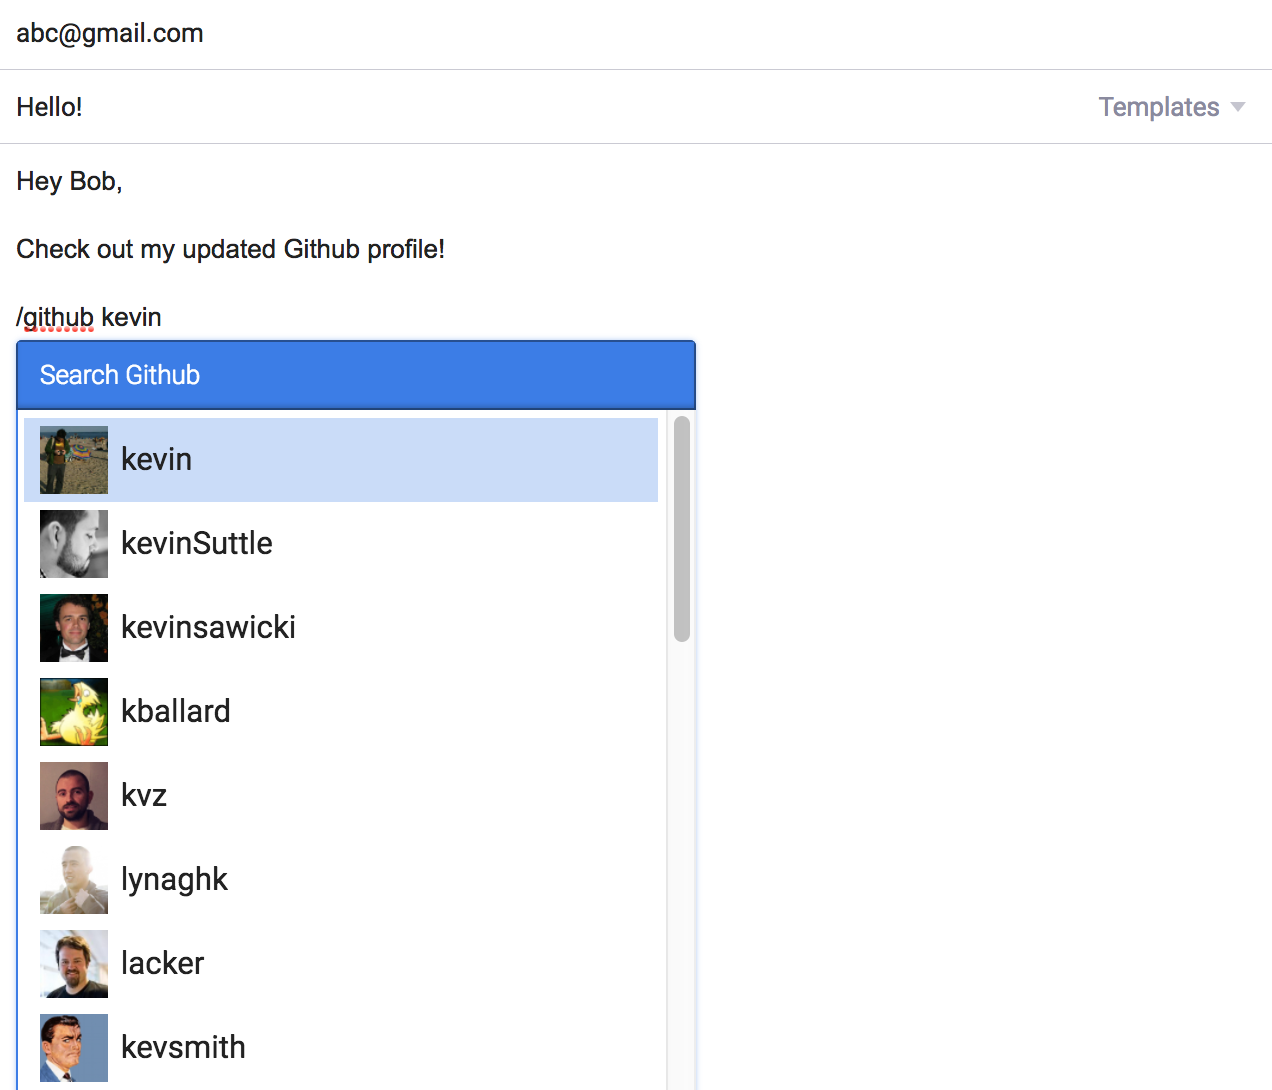 abc@gmail.com
Hello!
Templates
Hey Bob,
Check out my updated Github profile!
/github kevin
Search Github
kevin
kevinSuttle
kevinsawicki
kballard
kvz
lynaghk
lacker
kevsmith